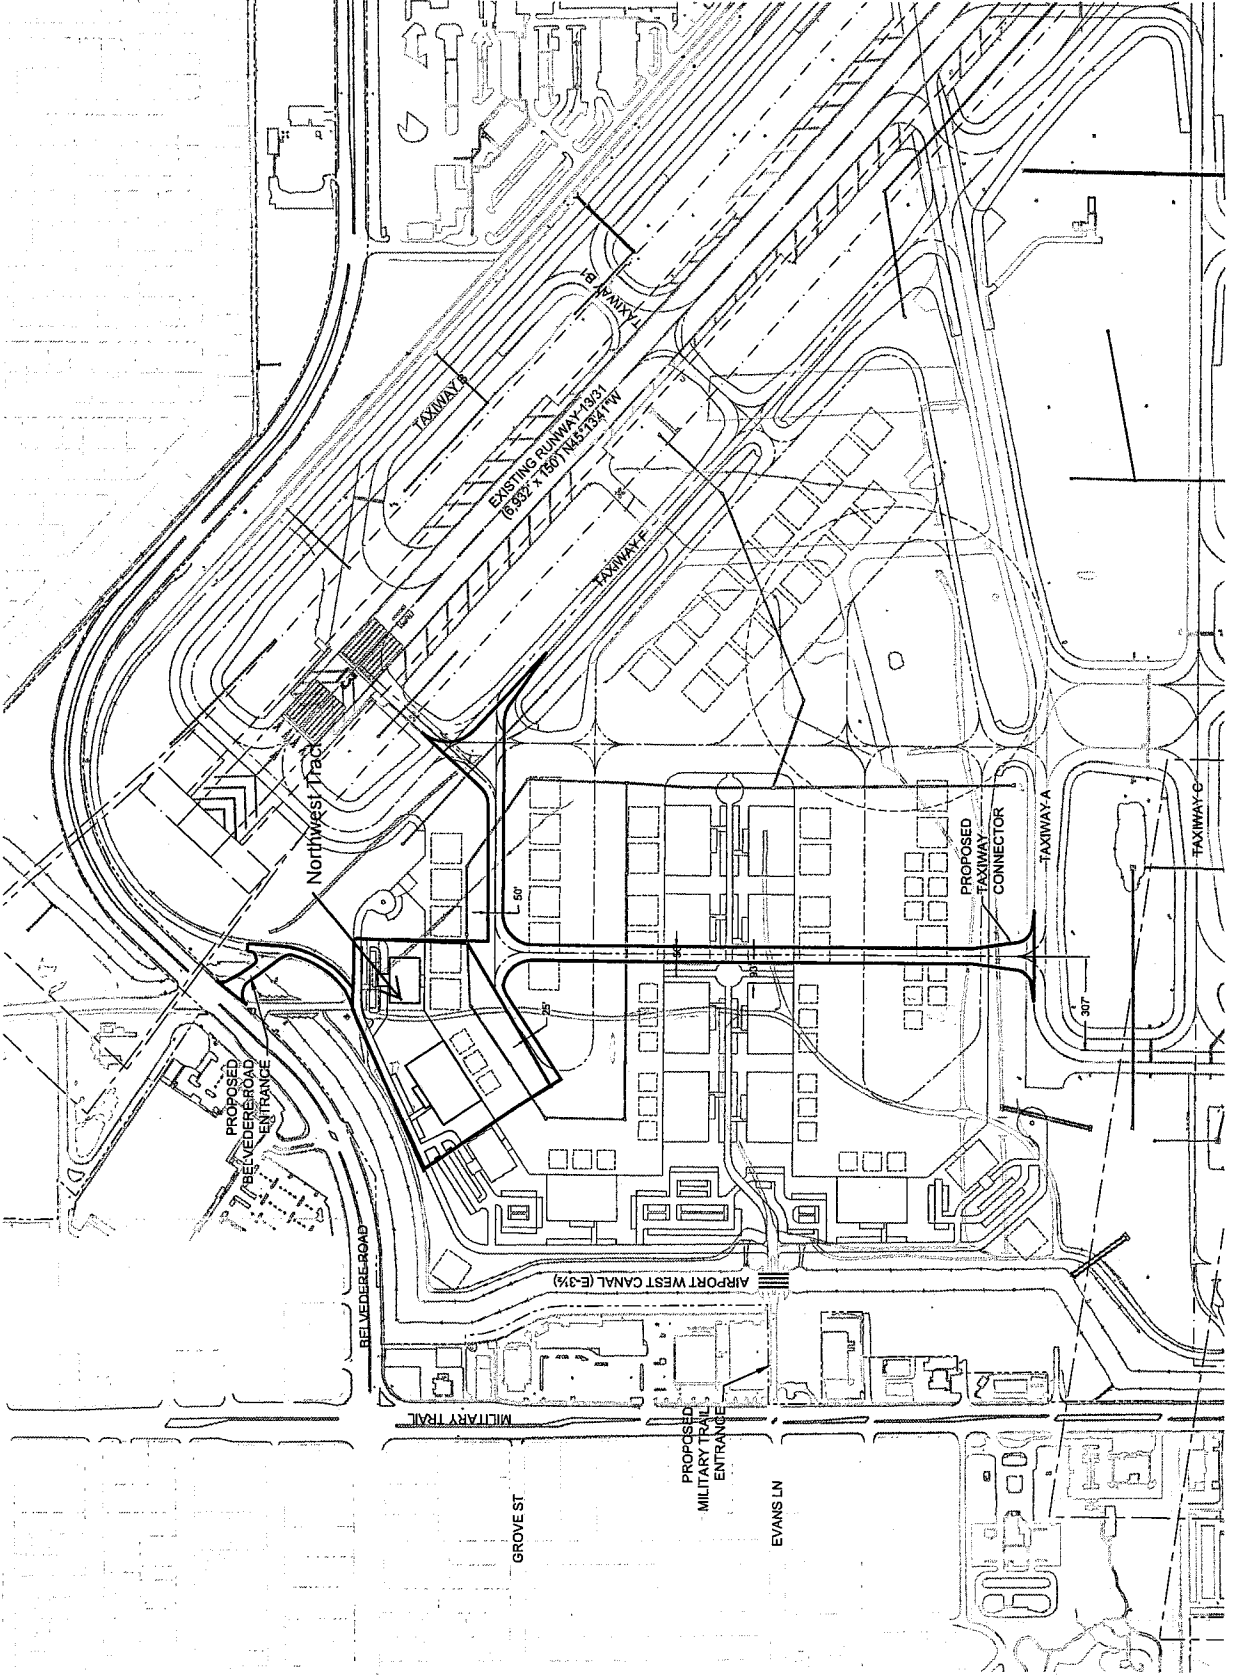 TAXIWAY B1
TAXIWAY B
EXISTING RUNWAY 13/31
(6,932' X 150') N45°13'41"W
TAXIWAY F
Northwest Tract
50'
PROPOSED
TAXIWAY
CONNECTOR
TAXIWAY A
TAXIWAY C
307'
25'
PROPOSED
BELVEDERE ROAD
ENTRANCE
BELVEDERE ROAD
AIRPORT WEST CANAL (E-3½)
MILITARY TRAIL
PROPOSED
MILITARY TRAIL
ENTRANCE
GROVE ST
EVANS LN